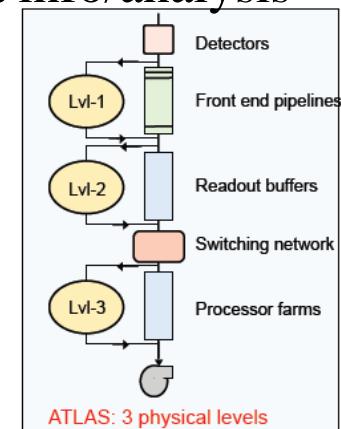 Detectors
Lvl-1
Front end pipelines
Lvl-2
Readout buffers
Switching network
Lvl-3
Processor farms
ATLAS: 3 physical levels